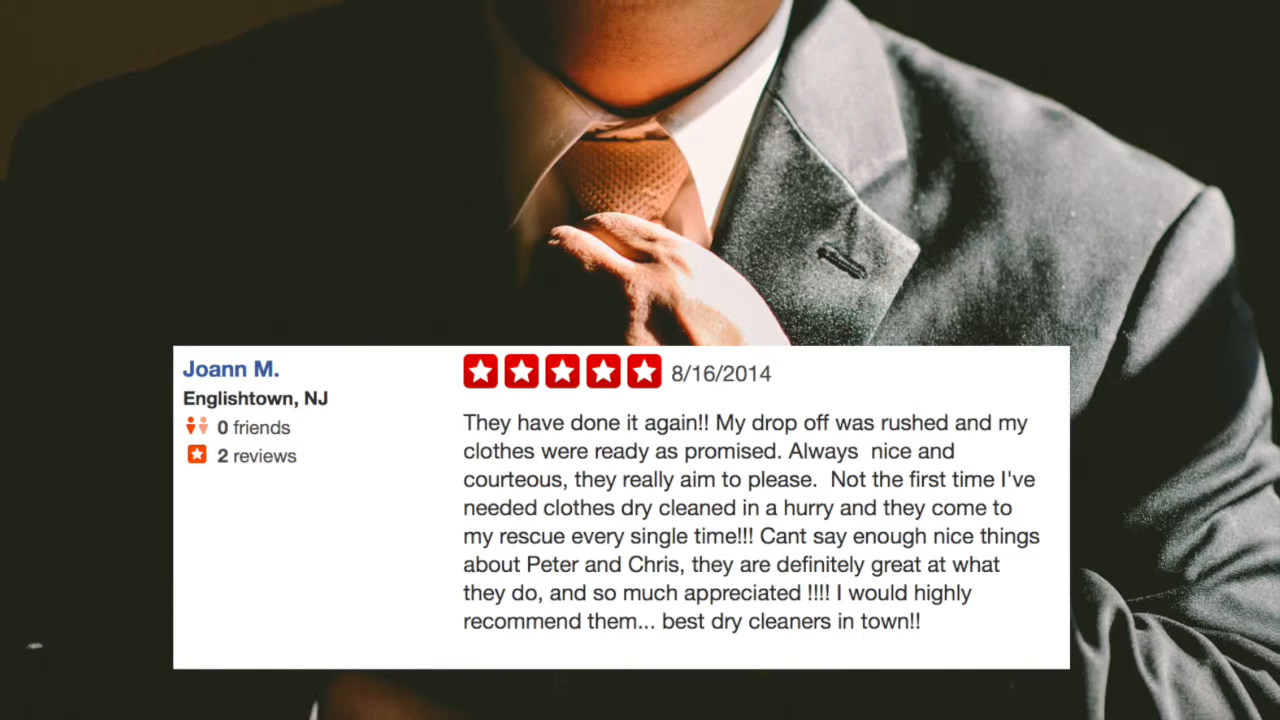 Joann M.
Englishtown, NJ
0 friends
2 reviews
8/16/2014
They have done it again!! My drop off was rushed and my
clothes were ready as promised. Always  nice and
courteous, they really aim to please.  Not the first time I've
needed clothes dry cleaned in a hurry and they come to
my rescue every single time!!! Cant say enough nice things
about Peter and Chris, they are definitely great at what
they do, and so much appreciated !!!! I would highly
recommend them... best dry cleaners in town!!